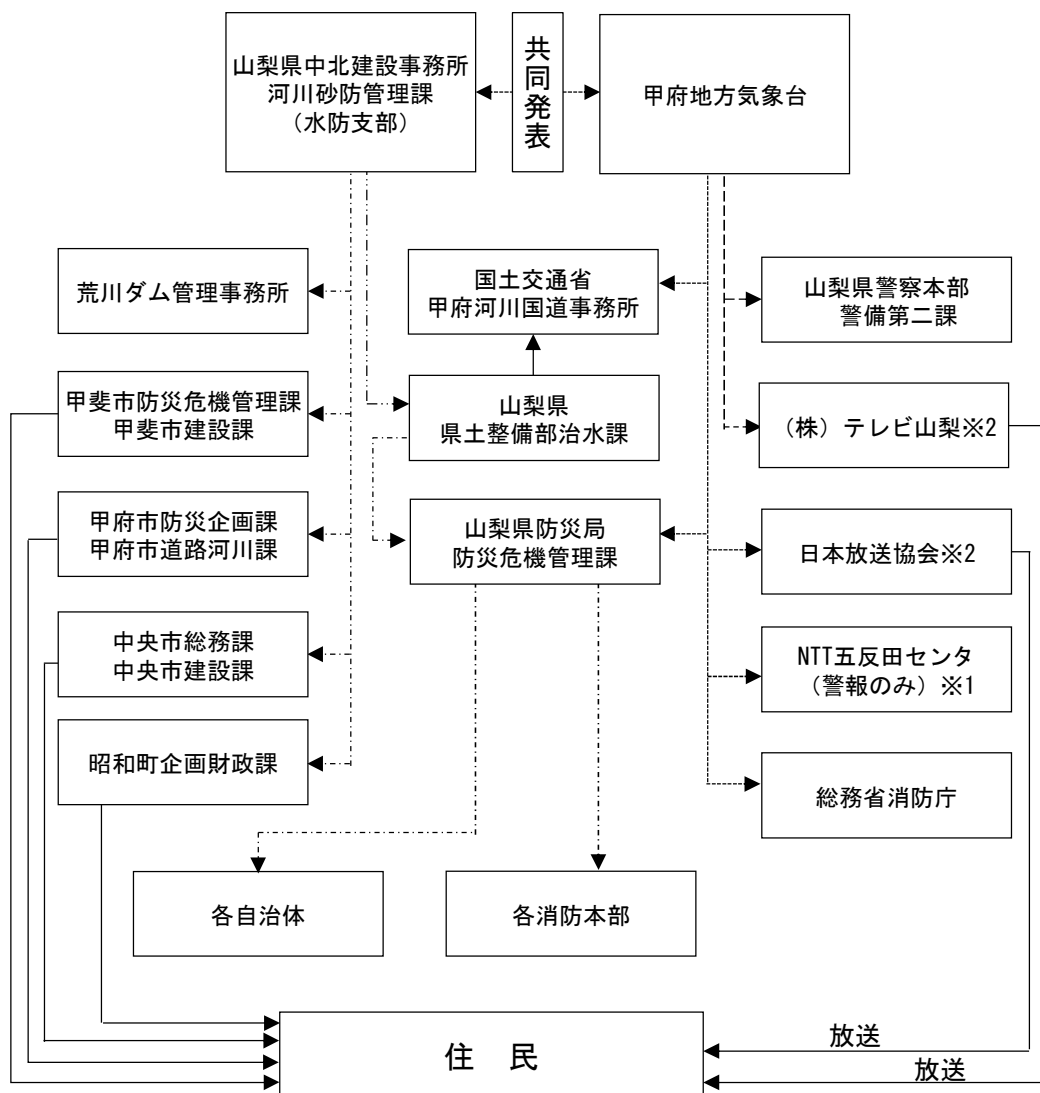 山梨県中北建設事務所
河川砂防管理課
（水防支部）
共同発表
甲府地方気象台
荒川ダム管理事務所
国土交通省
甲府河川国道事務所
山梨県警察本部
警備第二課
甲斐市防災危機管理課
甲斐市建設課
山梨県
県土整備部治水課
（株）テレビ山梨※2
甲府市防災企画課
甲府市道路河川課
山梨県防災局
防災危機管理課
日本放送協会※2
中央市総務課
中央市建設課
NTT五反田センタ
（警報のみ）※1
昭和町企画財政課
総務省消防庁
各自治体
各消防本部
住　民
放送
放送